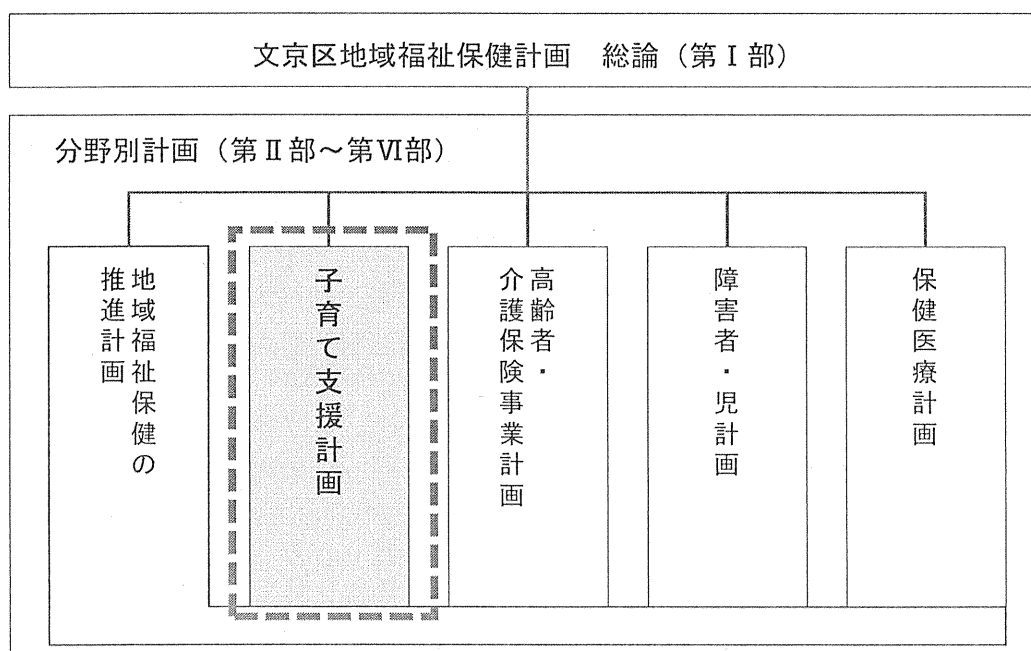 文京区地域福祉保健計画　総論（第Ⅰ部）
分野別計画（第Ⅱ部～第Ⅵ部）
地域福祉保健の
推進計画
子育て支援計画
高齢者・
介護保険事業計画
障害者・児計画
保健医療計画